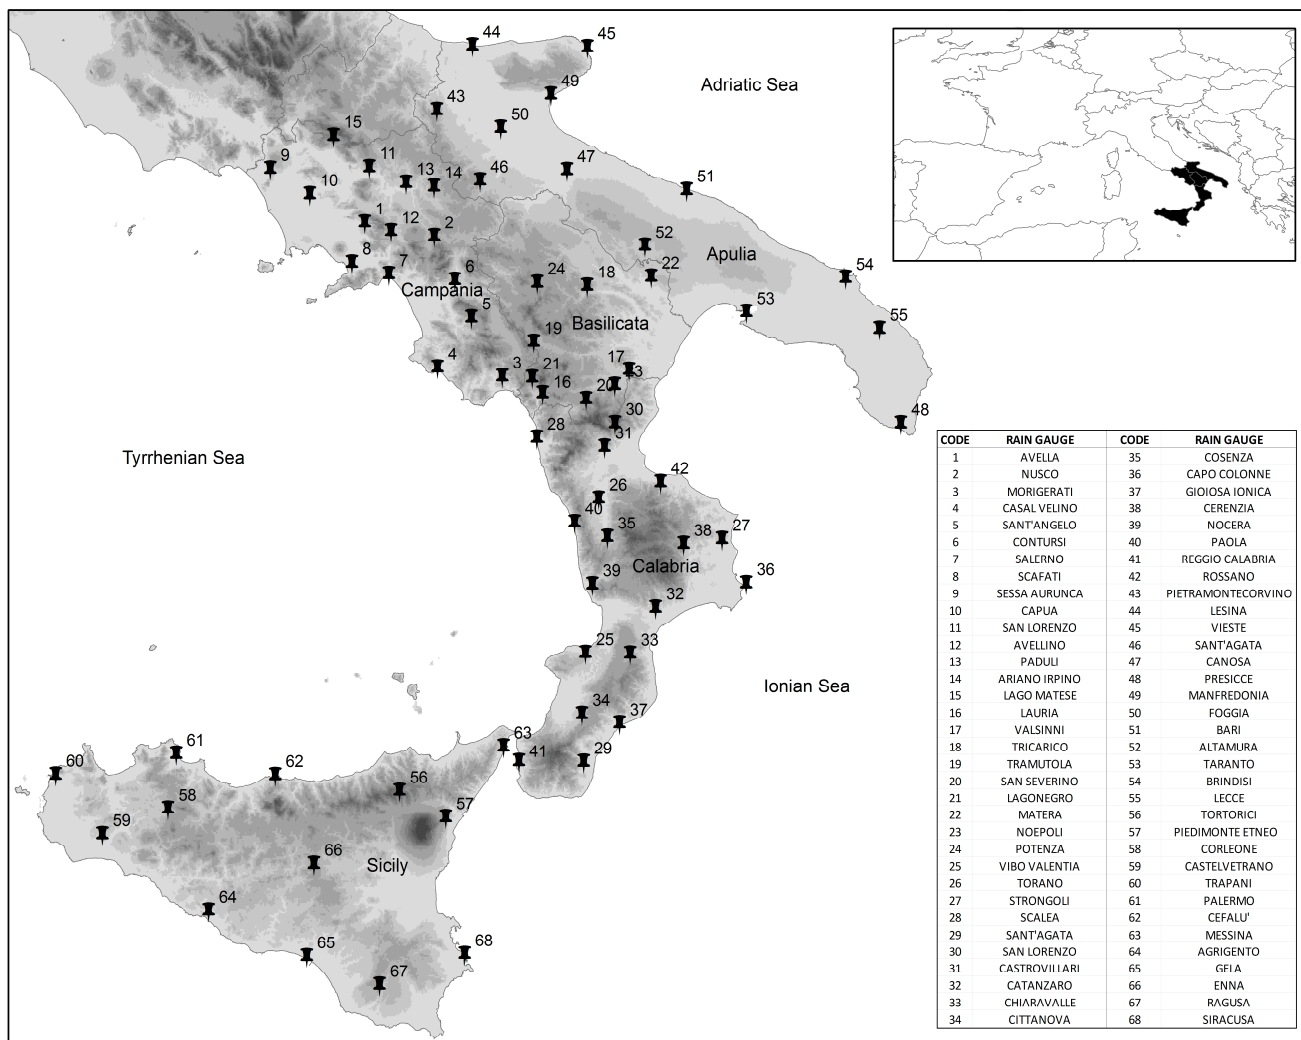 44
45
Adriatic Sea
49
43
50
15
9
11
13
14
46
47
51
10
1
12
2
52
Apulia
8
7
6
Campania
24
18
22
54
5
Basilicata
53
55
19
4
3
21
17
23
16
20
28
30
31
48
Tyrrhenian Sea
42
26
40
35
38
27
Calabria
39
36
32
25
33
Ionian Sea
34
37
63
41
29
61
60
62
56
58
57
59
66
Sicily
64
65
68
67
CODE RAIN GAUGE CODE RAIN GAUGE
1 AVELLA 35 COSENZA
2 NUSCO 36 CAPO COLONNE
3 MORIGERATI 37 GIOIOSA IONICA
4 CASAL VELINO 38 CERENZIA
5 SANT'ANGELO 39 NOCERA
6 CONTURSI 40 PAOLA
7 SALERNO 41 REGGIO CALABRIA
8 SCAFATI 42 ROSSANO
9 SESSA AURUNCA 43 PIETRAMONTECORVINO
10 CAPUA 44 LESINA
11 SAN LORENZO 45 VIESTE
12 AVELLINO 46 SANT'AGATA
13 PADULI 47 CANOSA
14 ARIANO IRPINO 48 PRESICCE
15 LAGO MATESE 49 MANFREDONIA
16 LAURIA 50 FOGGIA
17 VALSINNI 51 BARI
18 TRICARICO 52 ALTAMURA
19 TRAMUTOLA 53 TARANTO
20 SAN SEVERINO 54 BRINDISI
21 LAGONEGRO 55 LECCE
22 MATERA 56 TORTORICI
23 NOEPOLI 57 PIEDIMONTE ETNEO
24 POTENZA 58 CORLEONE
25 VIBO VALENTIA 59 CASTELVETRANO
26 TORANO 60 TRAPANI
27 STRONGOLI 61 PALERMO
28 SCALEA 62 CEFALU'
29 SANT'AGATA 63 MESSINA
30 SAN LORENZO 64 AGRIGENTO
31 CASTROVILLARI 65 GELA
32 CATANZARO 66 ENNA
33 CHIARAVALLE 67 RAGUSA
34 CITTANOVA 68 SIRACUSA